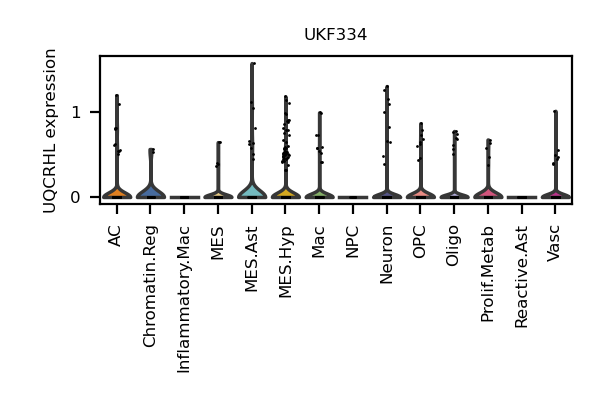 UKF334
UQCRHL expression
1
0
AC
Chromatin.Reg
Inflammatory.Mac
MES
MES.Ast
MES.Hyp
Mac
NPC
Neuron
OPC
Oligo
Prolif.Metab
Reactive.Ast
Vasc